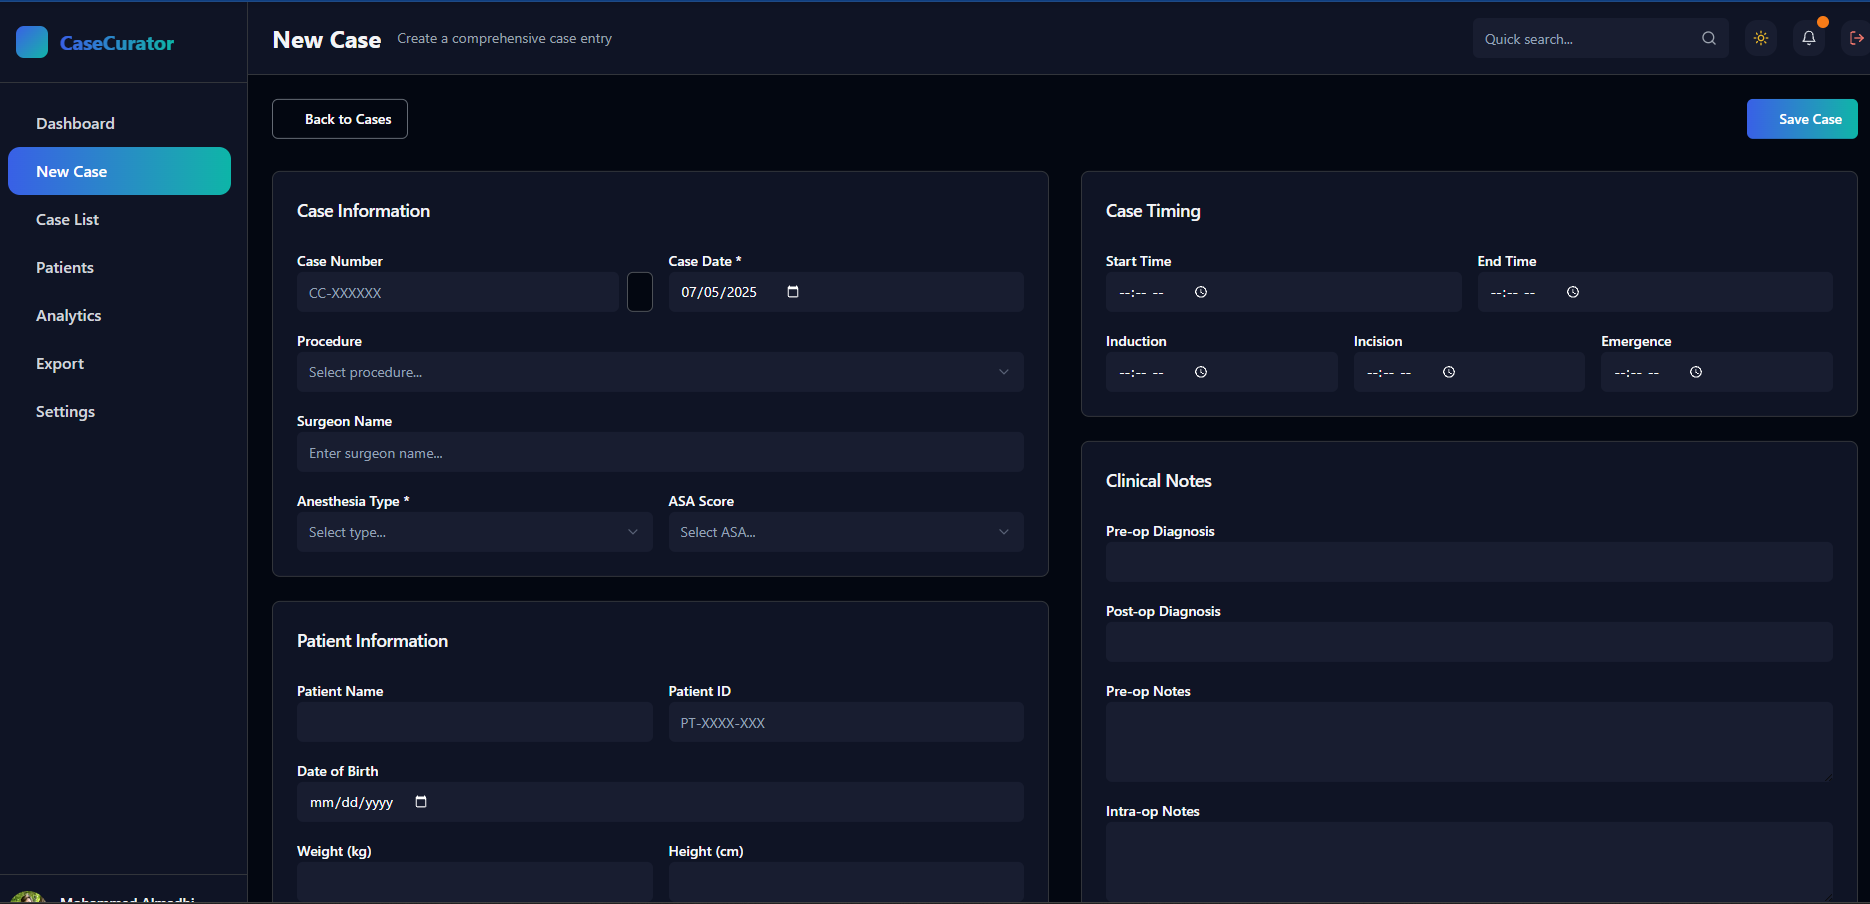 CaseCurator
New Case
Create a comprehensive case entry
Quick search...
Dashboard
New Case
Case List
Patients
Analytics
Export
Settings
Back to Cases
Save Case
Case Information
Case Number
Case Date *
CC-XXXXXX
07/05/2025
Procedure
Select procedure...
Surgeon Name
Enter surgeon name...
Anesthesia Type *
ASA Score
Select type...
Select ASA...
Patient Information
Patient Name
Patient ID
PT-XXXX-XXX
Date of Birth
mm/dd/yyyy
Weight (kg)
Height (cm)
Case Timing
Start Time
End Time
--:-- --
--:-- --
Induction
Incision
Emergence
--:-- --
--:-- --
--:-- --
Clinical Notes
Pre-op Diagnosis
Post-op Diagnosis
Pre-op Notes
Intra-op Notes